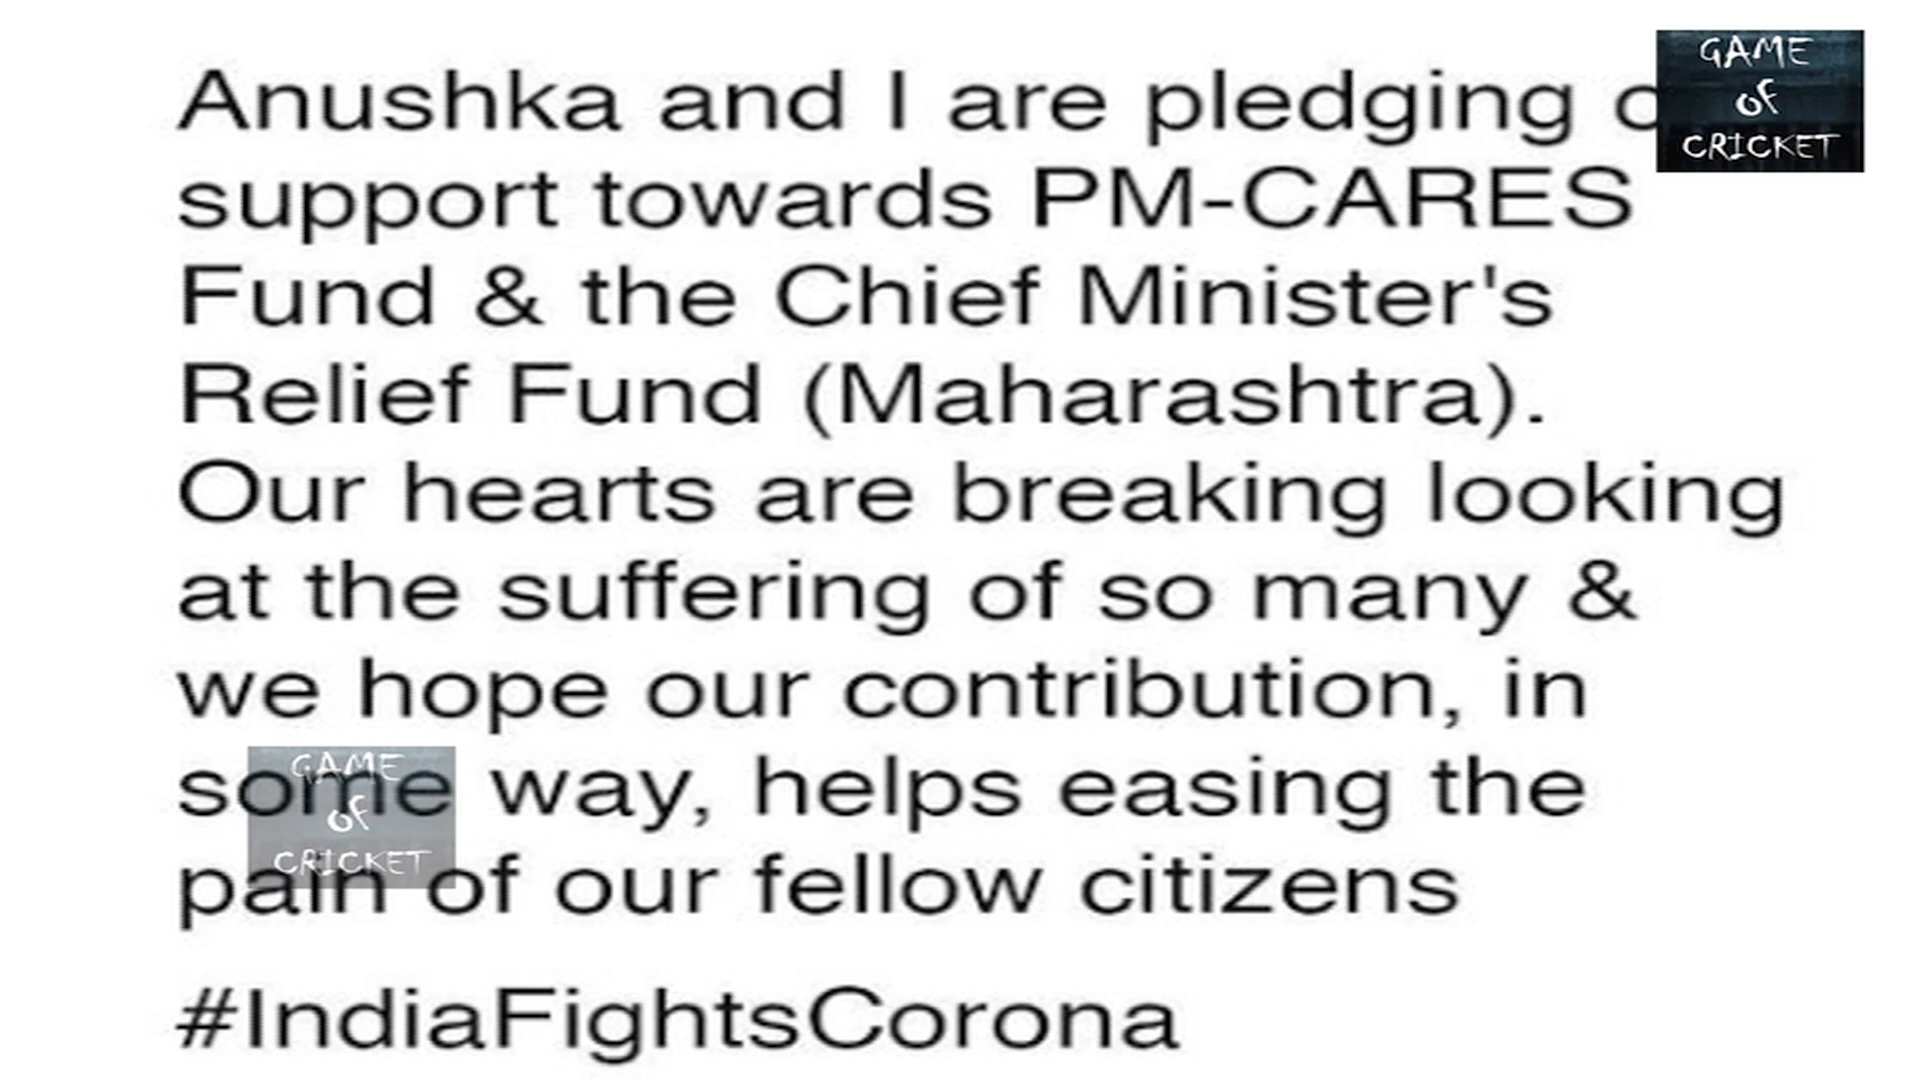 Anushka and I are pledging
GAME
of
CRICKET
support towards PM-CARES
Fund & the Chief Minister's
Relief Fund (Maharashtra).
Our hearts are breaking looking
at the suffering of so many &
we hope our contribution, in
some way, helps easing the
GAME
of
CRICKET
pain of our fellow citizens
#IndiaFightsCorona